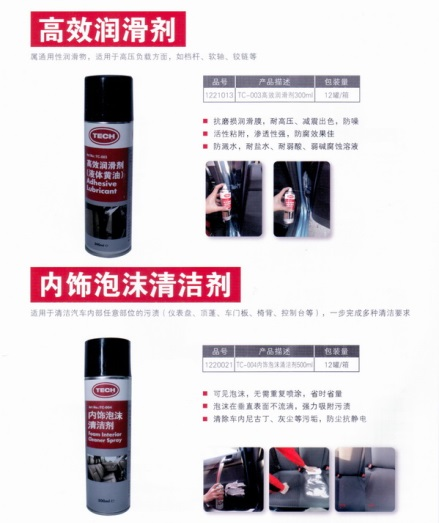 高效润滑剂
属通用性润滑物，适用于高压负载方面，如档杆、软轴、铰链等
品号 产品描述 包装量
1221013 TC-003高效润滑剂300ml 12罐/箱
抗磨损润滑膜，耐高压、减震出色，防噪
活性粘附，渗透性强，防腐效果佳
防滴水，耐盐水、耐弱酸、弱碱腐蚀溶液
TECH
高效润滑剂
（液体黄油）
Adhesive
Lubricant
内饰泡沫清洁剂
适用于清洁汽车内部任意部位的污渍（仪表盘、顶蓬、车门板、椅背、控制台等），一步完成多种清洁要求
品号 产品描述 包装量
1220021 TC-004内饰泡沫清洁剂500ml 12罐/箱
可见泡沫，无需重复喷涂，省时省量
泡沫在垂直表面不流淌，强力吸附污渍
清除车内尼古丁、灰尘等污垢，防尘抗静电
TECH
内饰泡沫
清洁剂
Foam Interior
Cleaner Spray